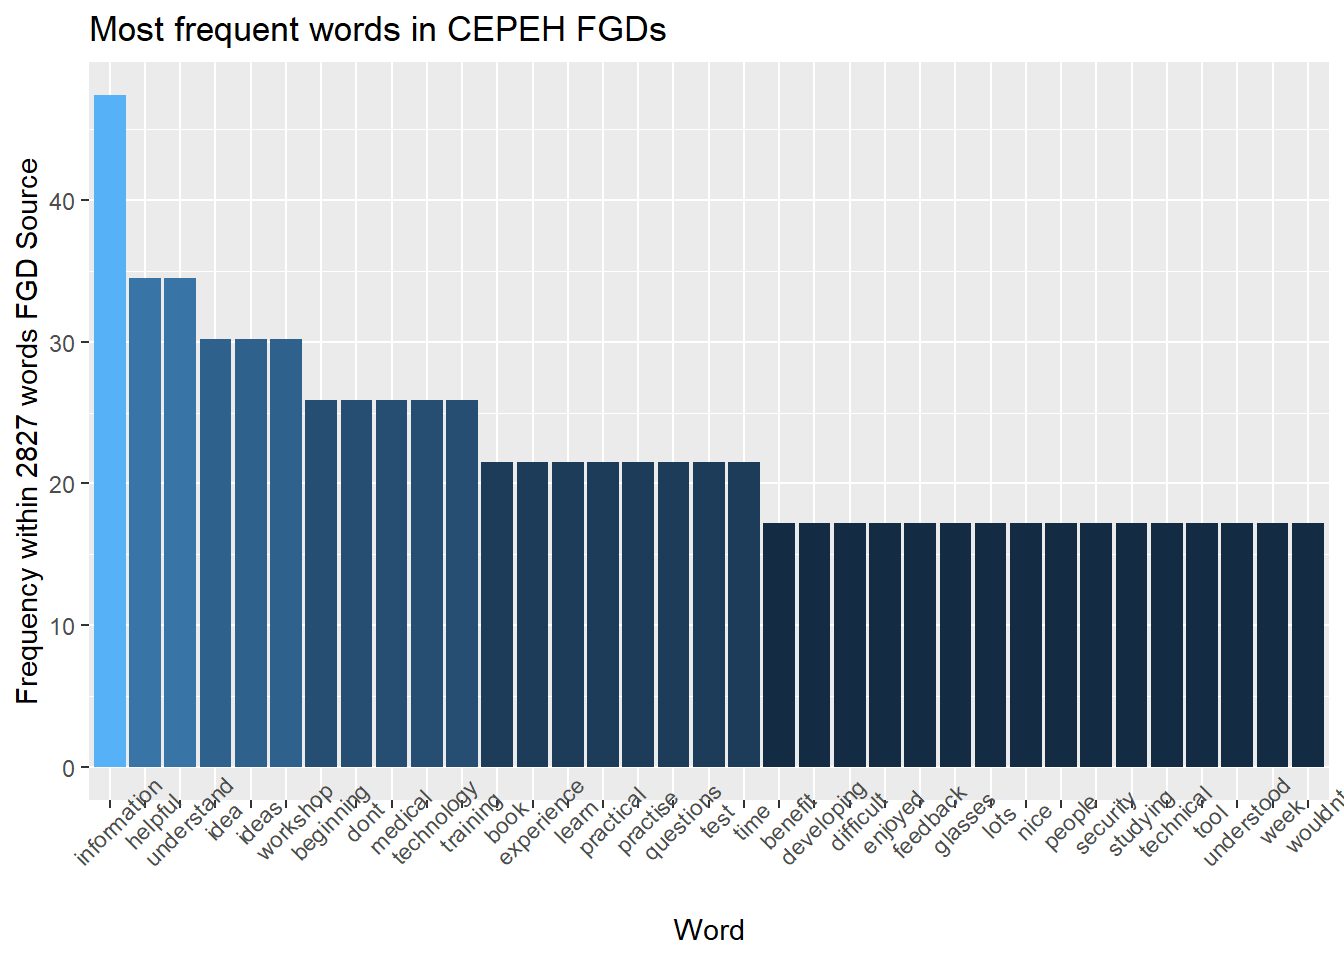 Most frequent words in CEPEH FGDs
Frequency within 2827 words FGD Source
40
30
20
10
0
information
helpful
understand
idea
ideas
workshop
beginning
dont
medical
technology
training
book
experience
learn
practical
practise
questions
test
time
benefit
developing
difficult
enjoyed
feedback
glasses
lots
nice
people
security
studying
technical
tool
understood
week
wouldnt
Word